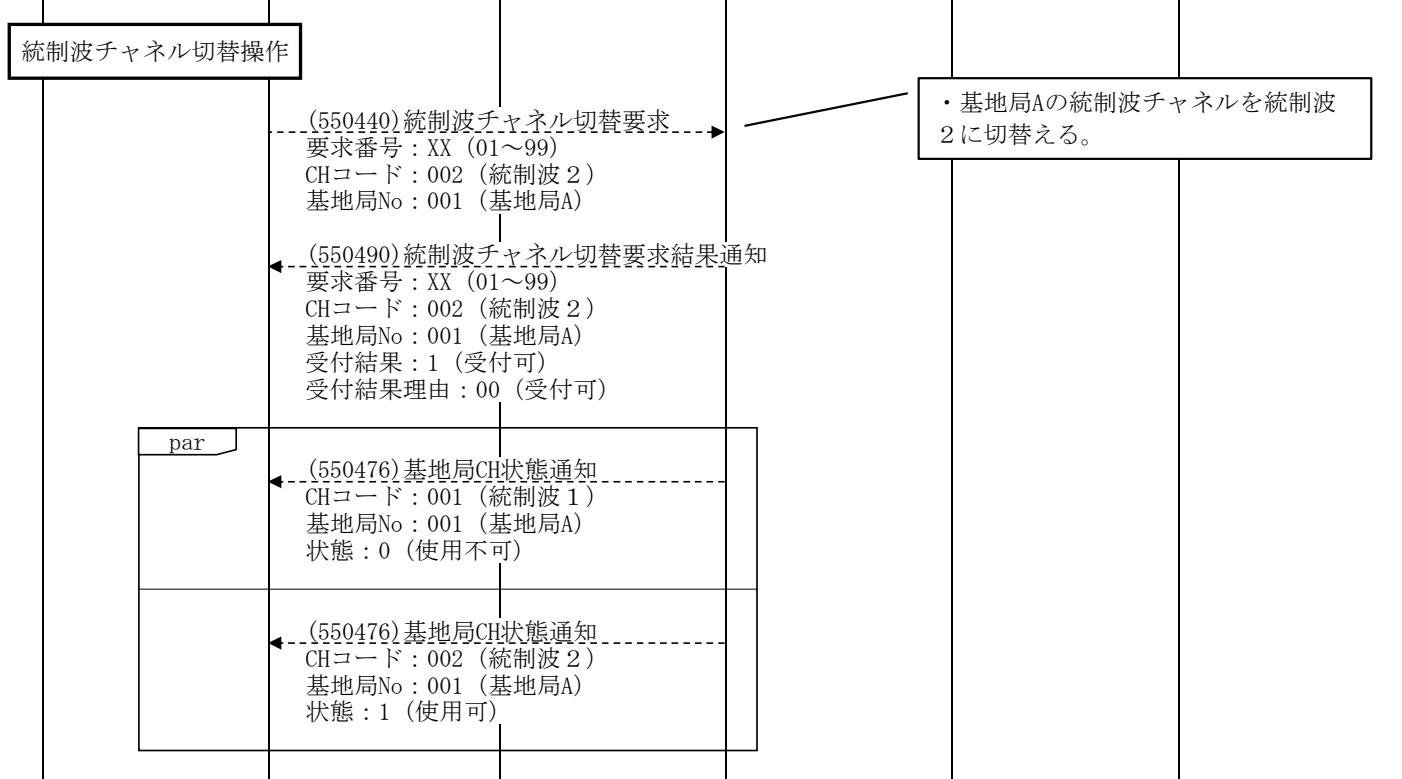 統制波チャネル切替操作
・基地局Aの統制波チャネルを統制波
２に切替える。
(550440)統制波チャネル切替要求
要求番号：XX（01～99）
CHコード：002（統制波２）
基地局No：001（基地局A）
(550490)統制波チャネル切替要求結果通知
要求番号：XX（01～99）
CHコード：002（統制波２）
基地局No：001（基地局A）
受付結果：1（受付可）
受付結果理由：00（受付可）
par
(550476)基地局CH状態通知
CHコード：001（統制波１）
基地局No：001（基地局A）
状態：0（使用不可）
(550476)基地局CH状態通知
CHコード：002（統制波２）
基地局No：001（基地局A）
状態：1（使用可）